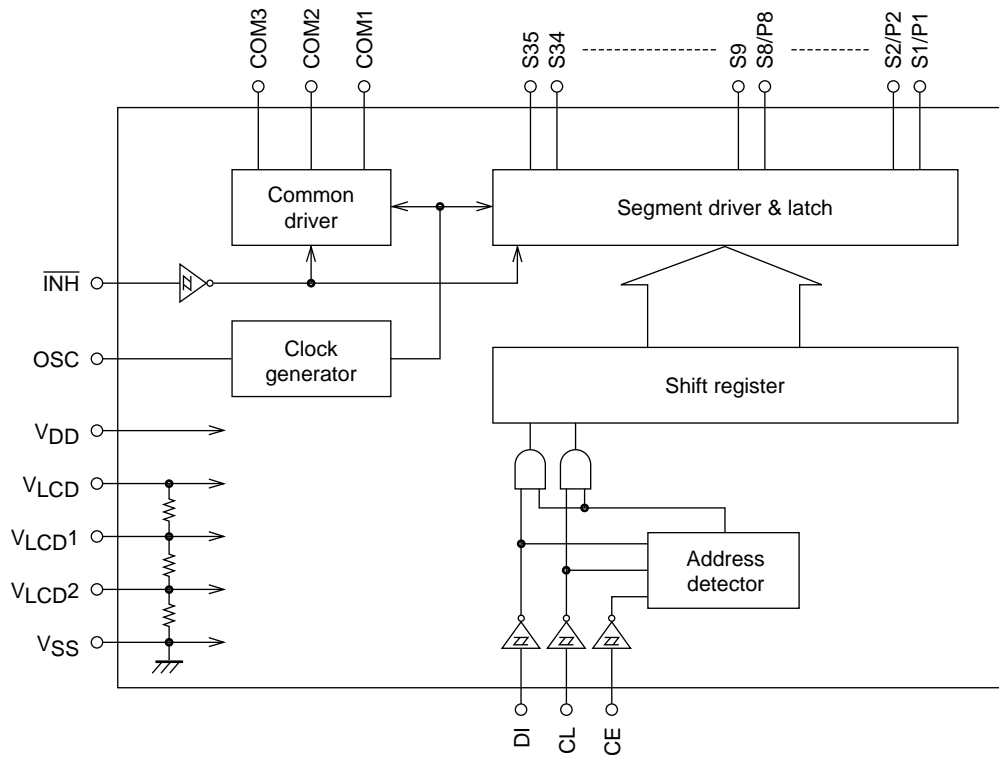 COM3
COM2
COM1
S35
S34
S9
S8/P8
S2/P2
S1/P1
Common
driver
Segment driver & latch
INH
OSC
Clock
generator
Shift register
VDD
VLCD
VLCD1
VLCD2
VSS
Address
detector
DI
CL
CE